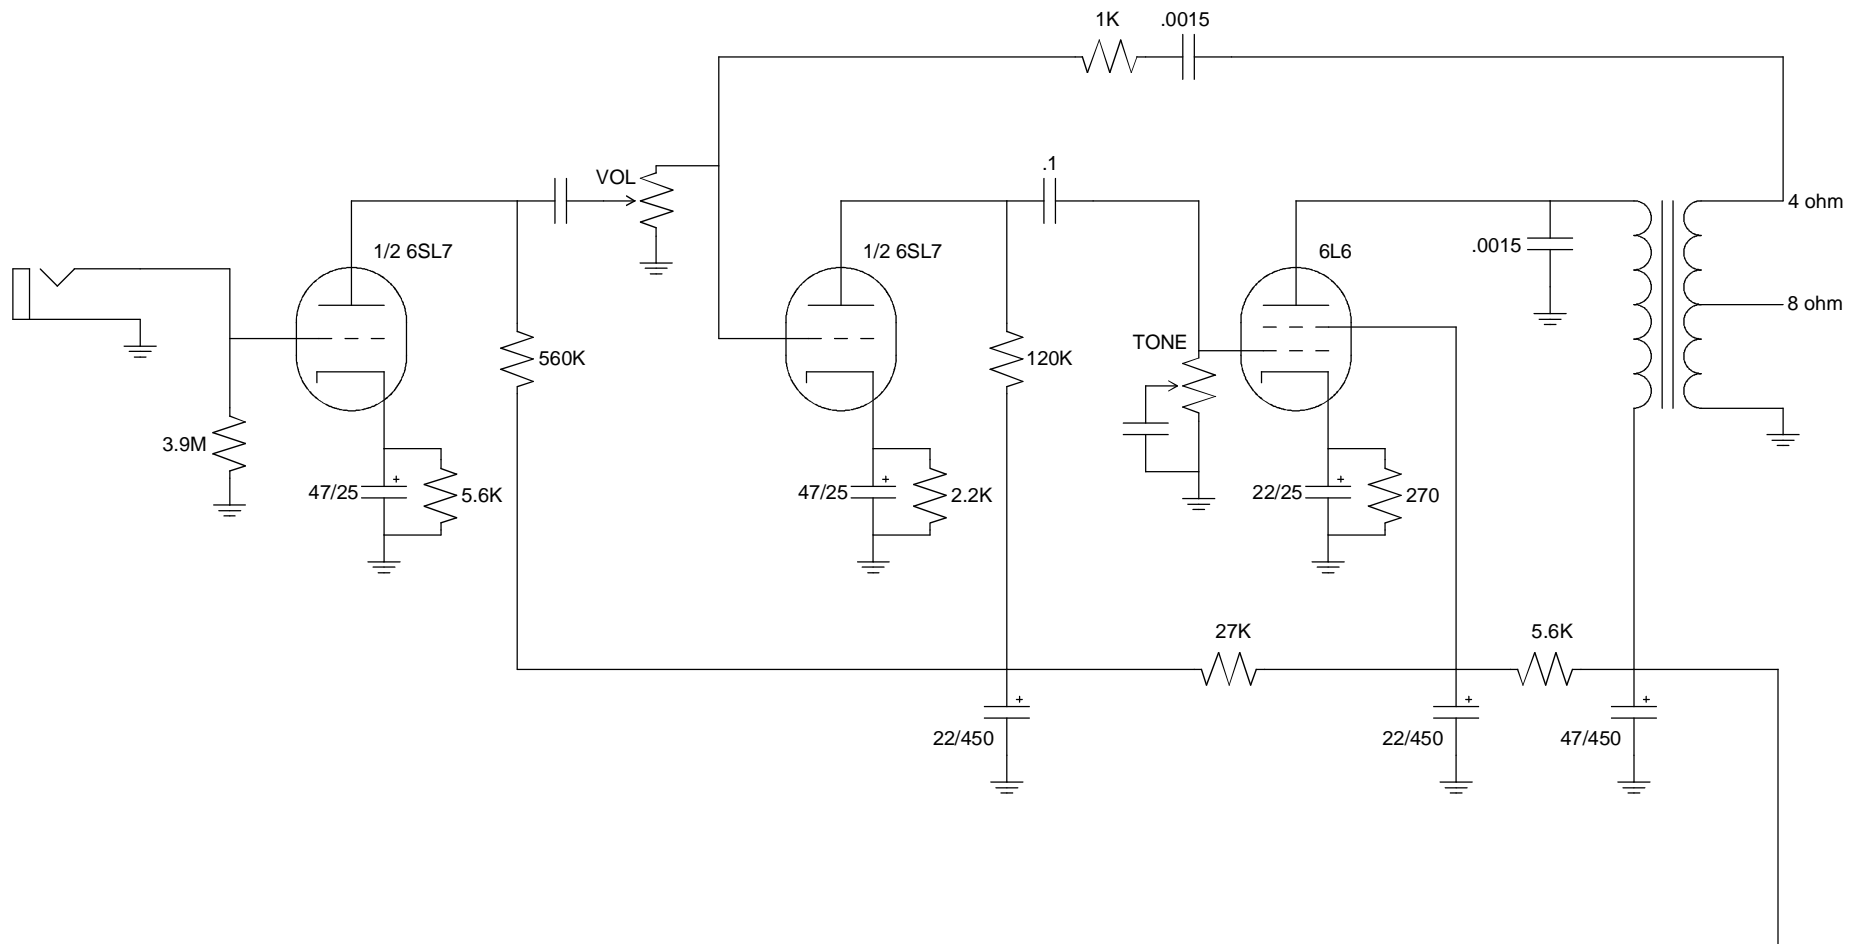 1K
.0015
VOL
.1
4 ohm
1/2 6SL7
1/2 6SL7
6L6
.0015
8 ohm
TONE
560K
120K
3.9M
47/25
+
5.6K
47/25
+
2.2K
22/25
+
270
27K
5.6K
+
22/450
+
22/450
+
47/450